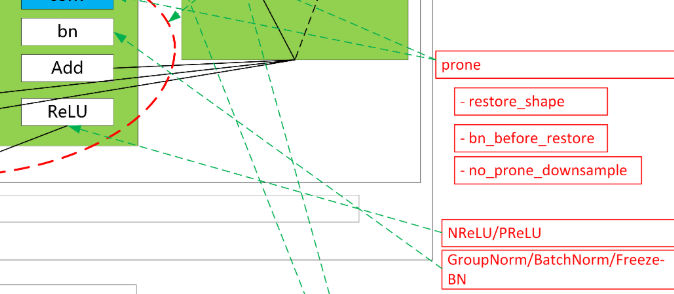 bn
Add
ReLU
prone
- restore_shape
- bn_before_restore
- no_prone_downsample
NReLU/PReLU
GroupNorm/BatchNorm/Freeze-
BN